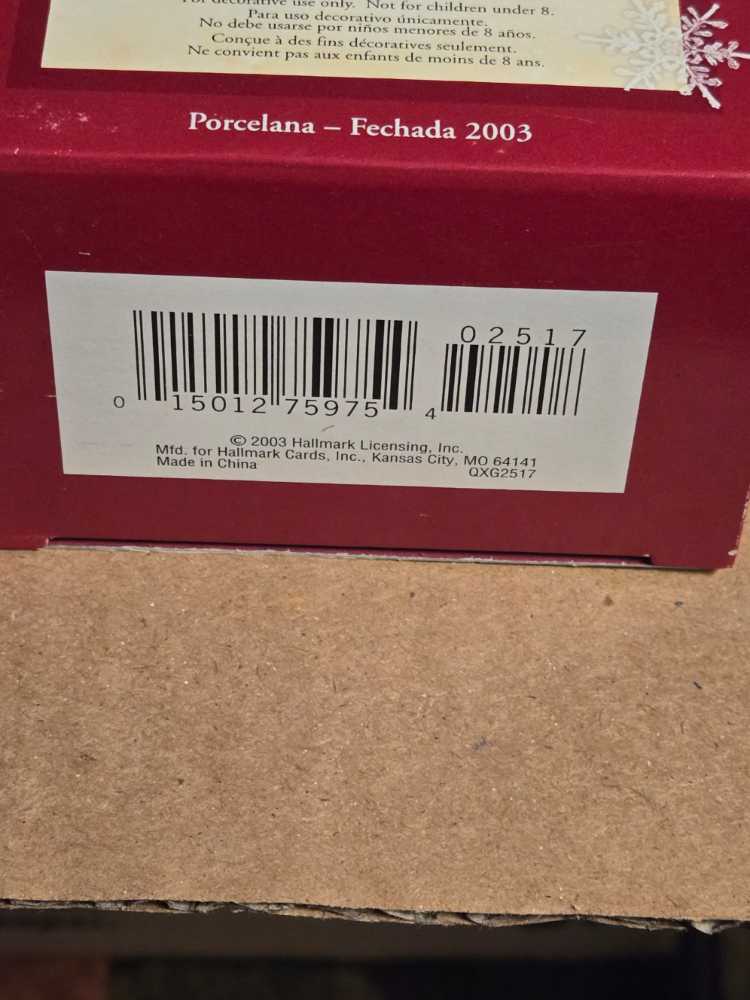 For decorative use only. Not for children under 8.
Para uso decorativo únicamente.
No debe usarse por niños menores de 8 años.
Conçue à des fins décoratives seulement.
Ne convient pas aux enfants de moins de 8 ans.
Porcelana – Fechada 2003
02517
0 15012 75975 4
© 2003 Hallmark Licensing, Inc.
Mfd. for Hallmark Cards, Inc., Kansas City, MO 64141
Made in China QXG2517